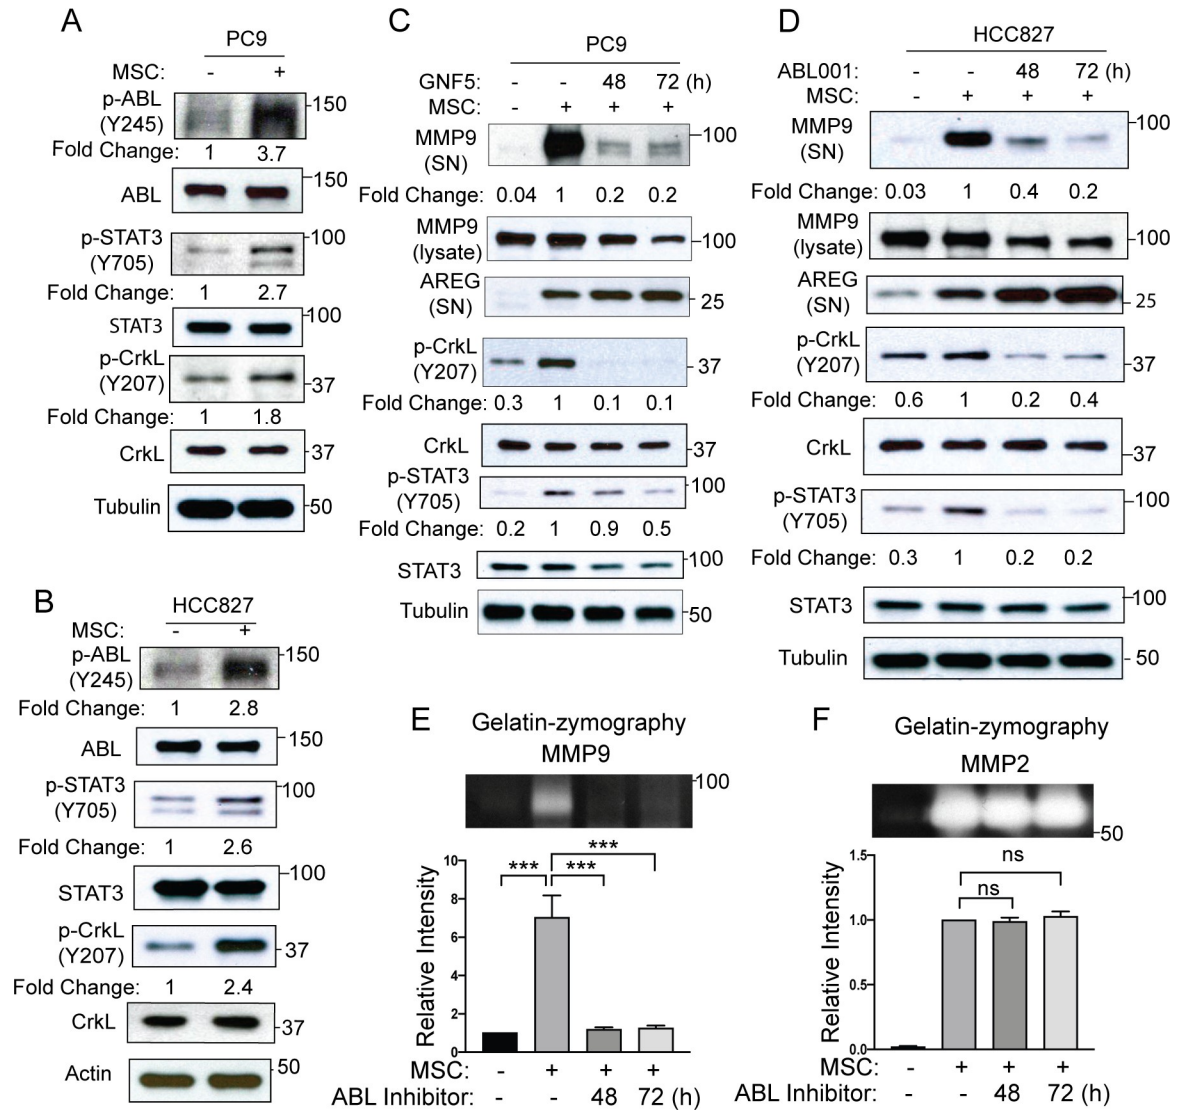 A
PC9
MSC: - +
p-ABL
(Y245)
150
Fold Change: 1 3.7
ABL
150
p-STAT3
(Y705)
100
Fold Change: 1 2.7
STAT3
100
p-CrkL
(Y207)
37
Fold Change: 1 1.8
CrkL
37
Tubulin
50
B
HCC827
MSC: - +
p-ABL
(Y245)
150
Fold Change: 1 2.8
ABL
150
p-STAT3
(Y705)
100
Fold Change: 1 2.6
STAT3
100
p-CrkL
(Y207)
37
Fold Change: 1 2.4
CrkL
37
Actin
50
C
PC9
GNF5: - - 48 72 (h)
MSC: - + + +
MMP9
(SN)
100
Fold Change: 0.04 1 0.2 0.2
MMP9
(lysate)
100
AREG
(SN)
25
p-CrkL
(Y207)
37
Fold Change: 0.3 1 0.1 0.1
CrkL
37
p-STAT3
(Y705)
100
Fold Change: 0.2 1 0.9 0.5
STAT3
100
Tubulin
50
D
HCC827
ABL001: - - 48 72 (h)
MSC: - + + +
MMP9
(SN)
100
Fold Change: 0.03 1 0.4 0.2
MMP9
(lysate)
100
AREG
(SN)
25
p-CrkL
(Y207)
37
Fold Change: 0.6 1 0.2 0.4
CrkL
37
p-STAT3
(Y705)
100
Fold Change: 0.3 1 0.2 0.2
STAT3
100
Tubulin
50
E
Gelatin-zymography
MMP9
100
Relative Intensity
10
8
6
4
2
0
***
***
***
MSC: - + + +
ABL Inhibitor: - - 48 72 (h)
F
Gelatin-zymography
MMP2
50
Relative Intensity
1.5
1.0
0.5
0.0
ns
ns
MSC: - + + +
ABL Inhibitor: - - 48 72 (h)